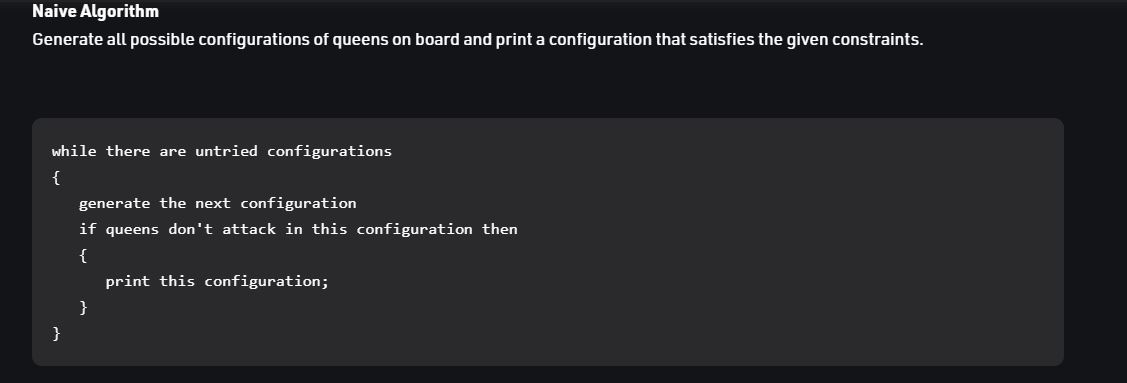 Naive Algorithm
Generate all possible configurations of queens on board and print a configuration that satisfies the given constraints.
while there are untried configurations
{
   generate the next configuration
   if queens don't attack in this configuration then
   {
      print this configuration;
   }
}